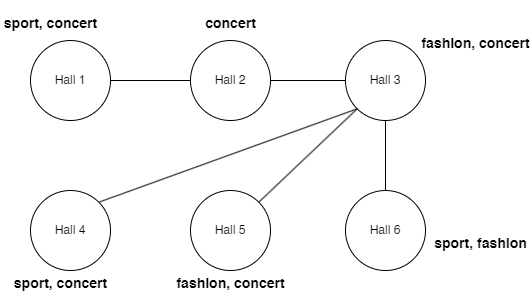 sport, concert
concert
fashion, concert
Hall 1
Hall 2
Hall 3
Hall 4
Hall 5
Hall 6
sport, fashion
sport, concert
fashion, concert